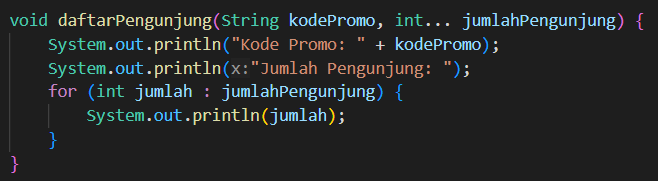 void daftarPengunjung(String kodePromo, int... jumlahPengunjung) {
    System.out.println("Kode Promo: " + kodePromo);
    System.out.println(x:"Jumlah Pengunjung: ");
    for (int jumlah : jumlahPengunjung) {
        System.out.println(jumlah);
    }
}